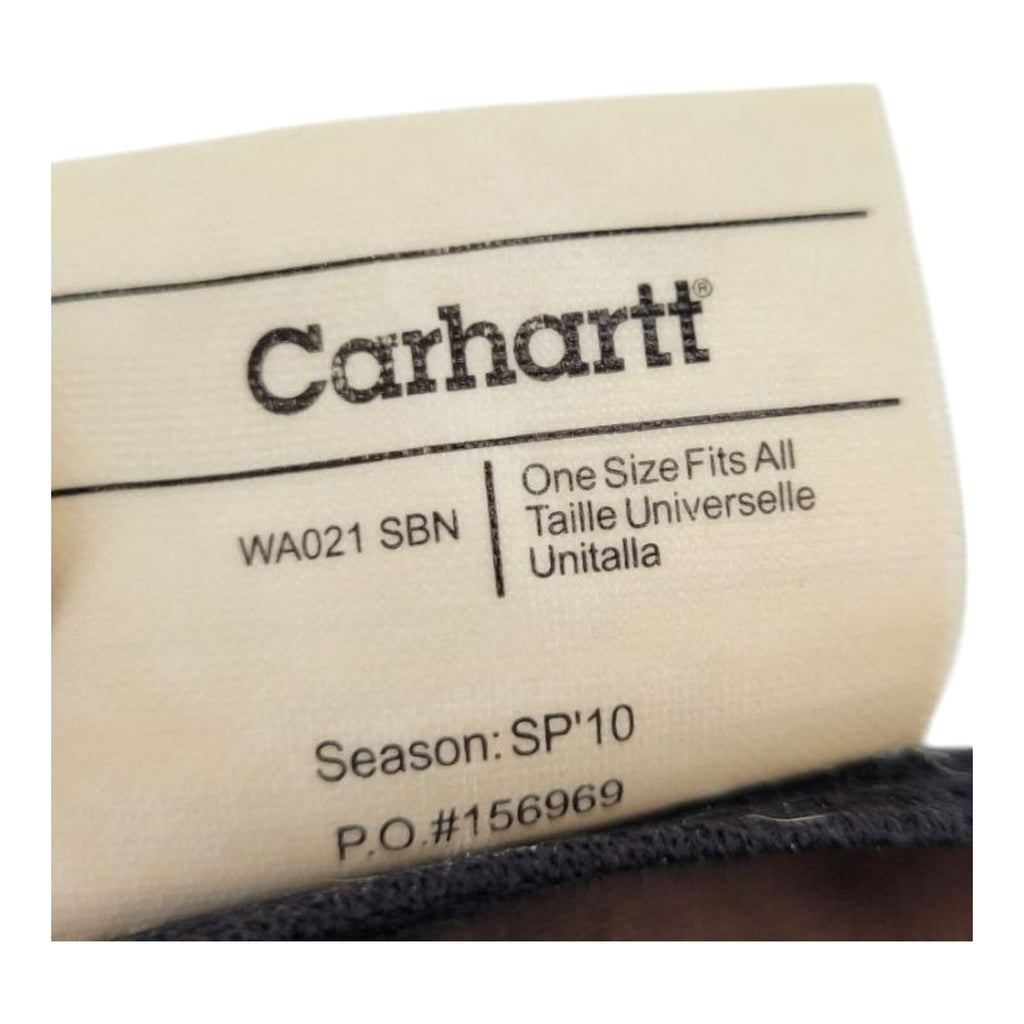 Carhartt®
WA021 SBN
One Size Fits All
Taille Universelle
Unitalla
Season: SP'10
P.O.#156969